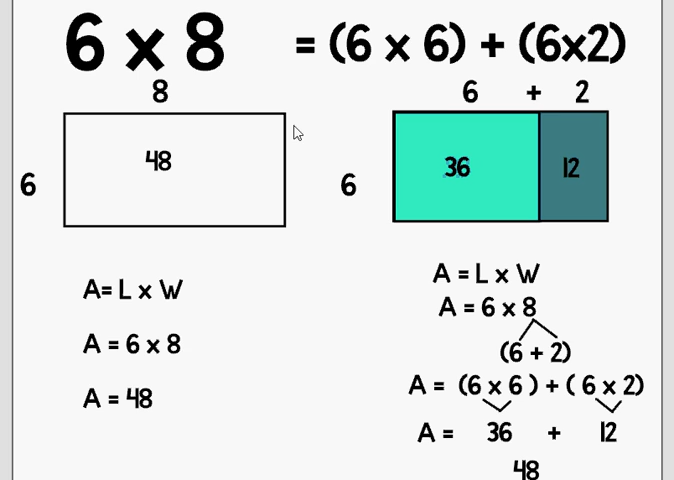 6 x 8 = (6 x 6) + (6x2)
8
6
48
6 + 2
6
36
12
A= L x W
A = 6 x 8
A = 48
A = L x W
A = 6 x 8
(6 + 2)
A = (6 x 6 ) + ( 6 x 2)
A = 36 + 12
48